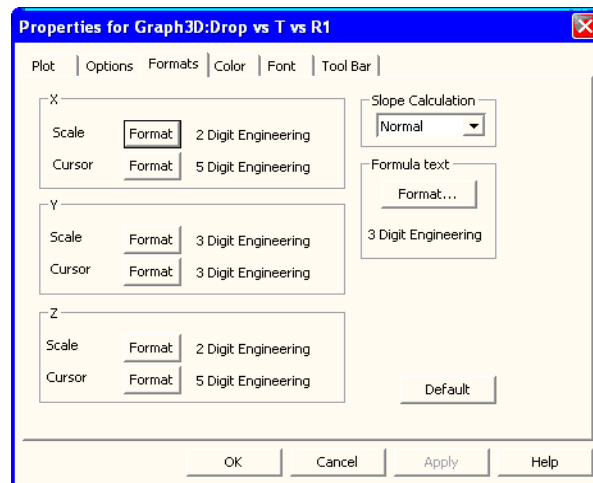 Properties for Graph3D:Drop vs T vs R1
Plot Options Formats Color Font Tool Bar
X
Scale Format 2 Digit Engineering
Cursor Format 5 Digit Engineering
Y
Scale Format 3 Digit Engineering
Cursor Format 3 Digit Engineering
Z
Scale Format 2 Digit Engineering
Cursor Format 5 Digit Engineering
Slope Calculation
Normal
Formula text
Format...
3 Digit Engineering
Default
OK Cancel Apply Help